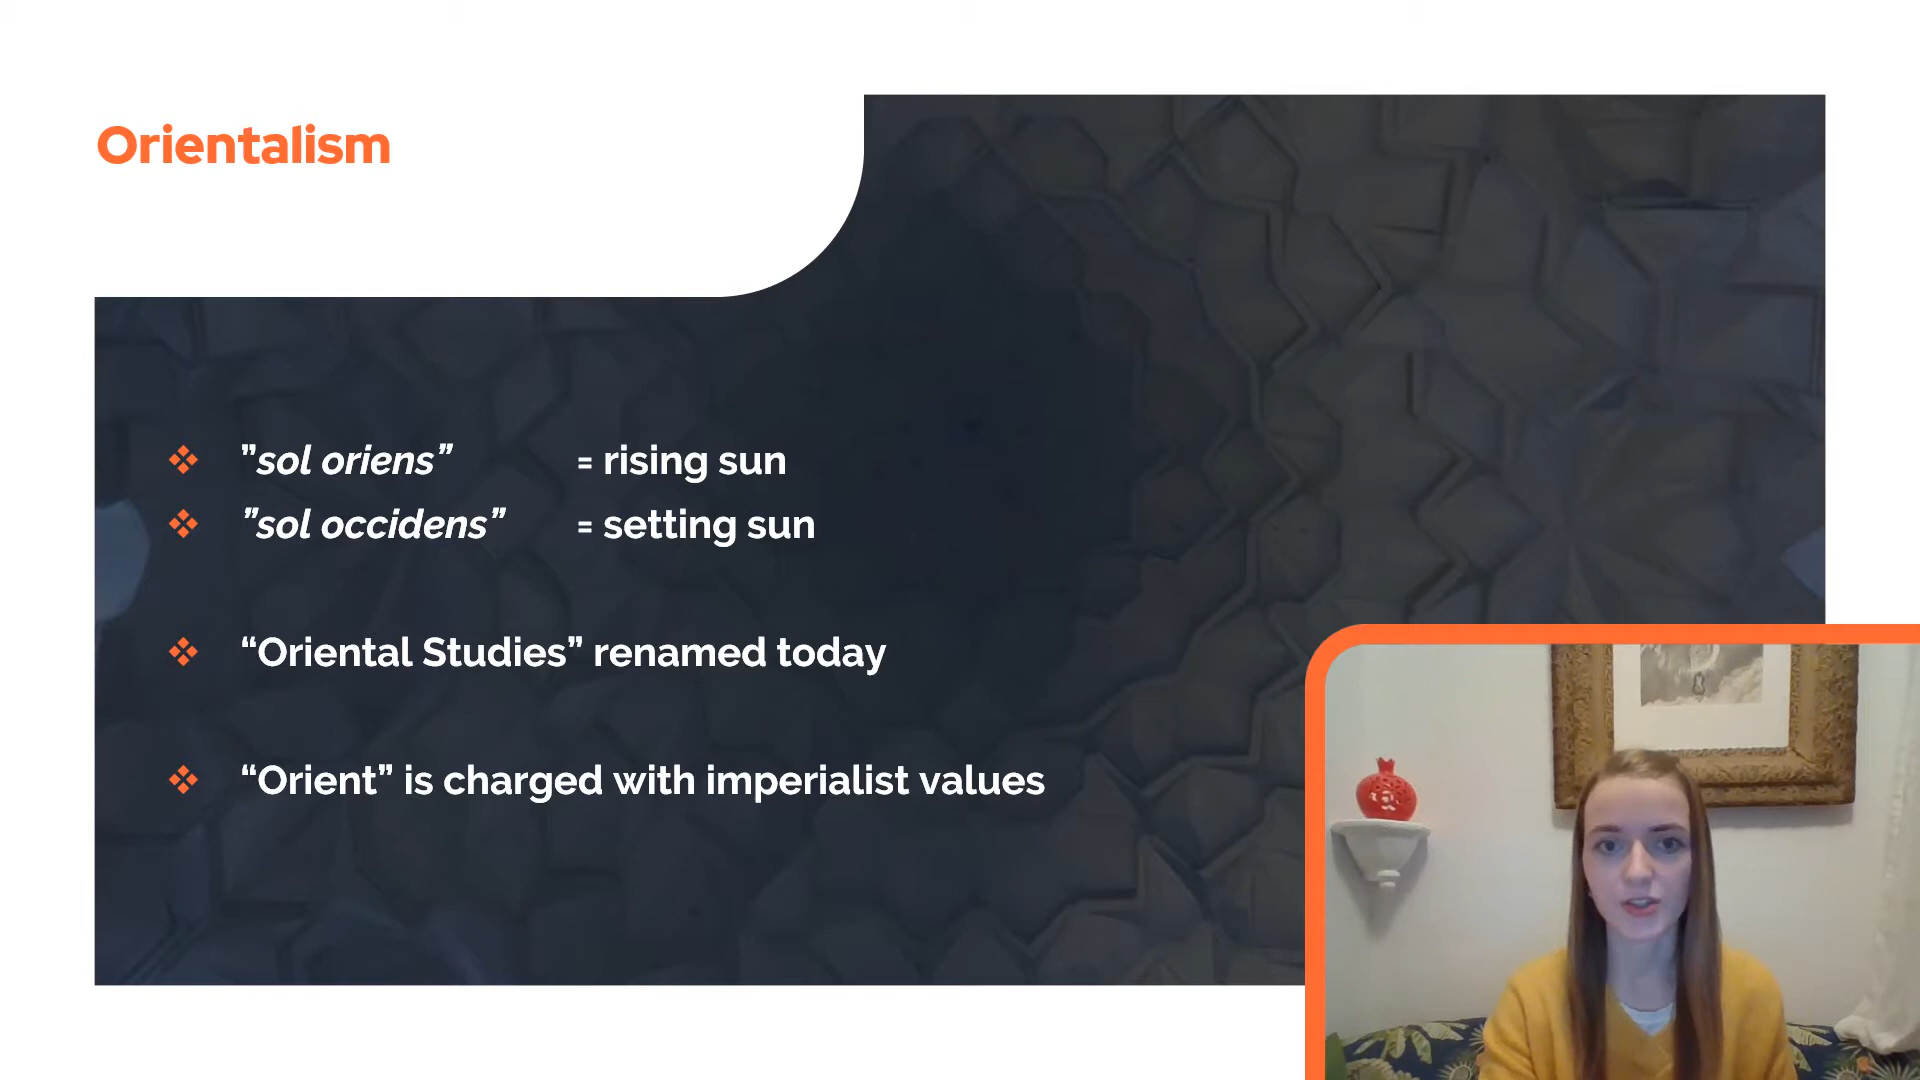 Orientalism
”sol oriens” = rising sun
”sol occidens” = setting sun
“Oriental Studies” renamed today
“Orient” is charged with imperialist values